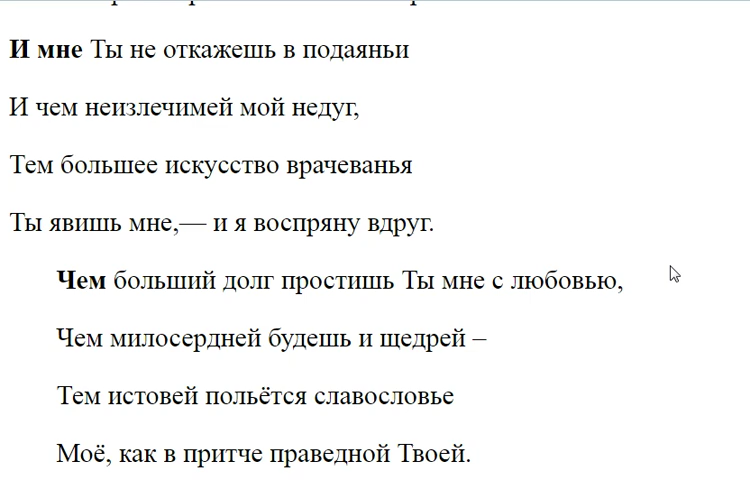 И мне Ты не откажешь в подаяньи
И чем неизлечимей мой недуг,
Тем большее искусство врачеванья
Ты явишь мне,— и я воспряну вдруг.
Чем больший долг простишь Ты мне с любовью,
Чем милосердней будешь и щедрей –
Тем истовей польётся славословье
Моё, как в притче праведной Твоей.